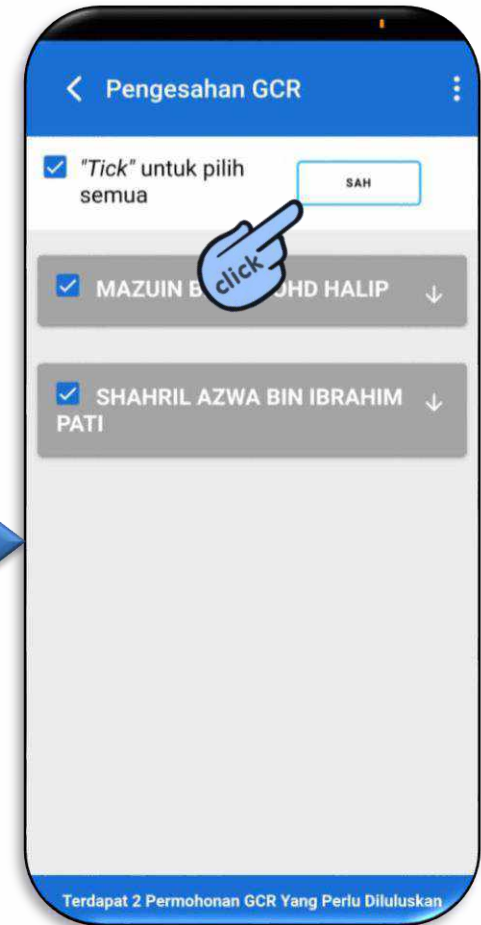 Pengesahan GCR
"Tick" untuk pilih
semua
SAH
click
MAZUIN HALIP
SHAHRIL AZWA BIN IBRAHIM
PATI
Terdapat 2 Permohonan GCR Yang Perlu Diluluskan